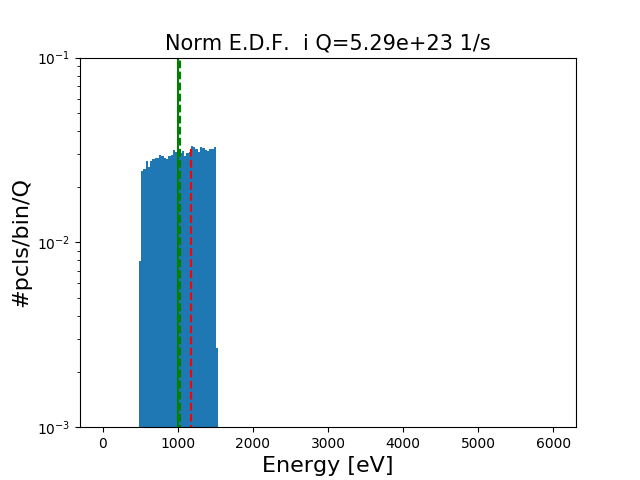 Norm E.D.F.  i Q=5.29e+23 1/s
10⁻¹
10⁻²
10⁻³
#pcls/bin/Q
0 1000 2000 3000 4000 5000 6000
Energy [eV]